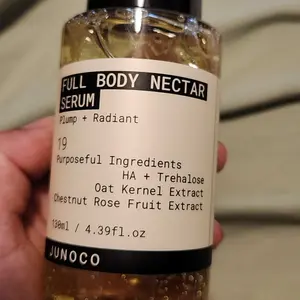 FULL BODY NECTAR
SERUM
Plump + Radiant
19
Purposeful Ingredients
HA + Trehalose
Oat Kernel Extract
Chestnut Rose Fruit Extract
130ml / 4.39fl.oz
JUNOCO